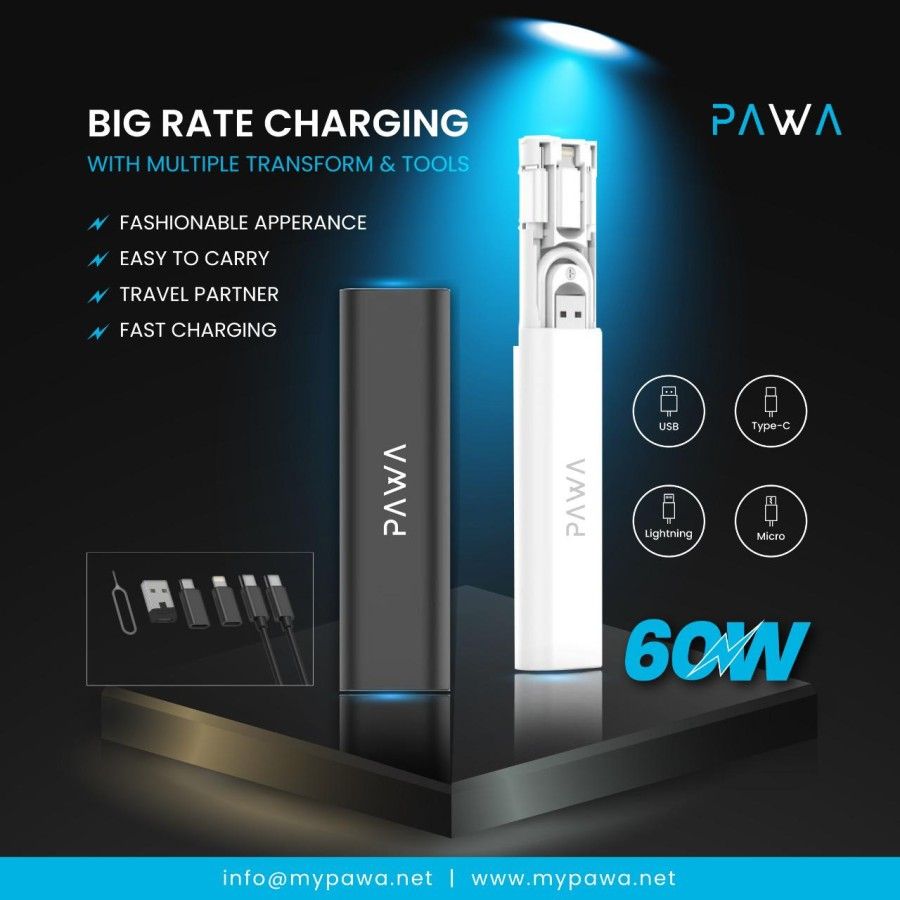 BIG RATE CHARGING
WITH MULTIPLE TRANSFORM & TOOLS
FASHIONABLE APPERANCE
EASY TO CARRY
TRAVEL PARTNER
FAST CHARGING
PAWA
PAWA
PAWA
USB
Type-C
Lightning
Micro
60W
info@mypawa.net | www.mypawa.net